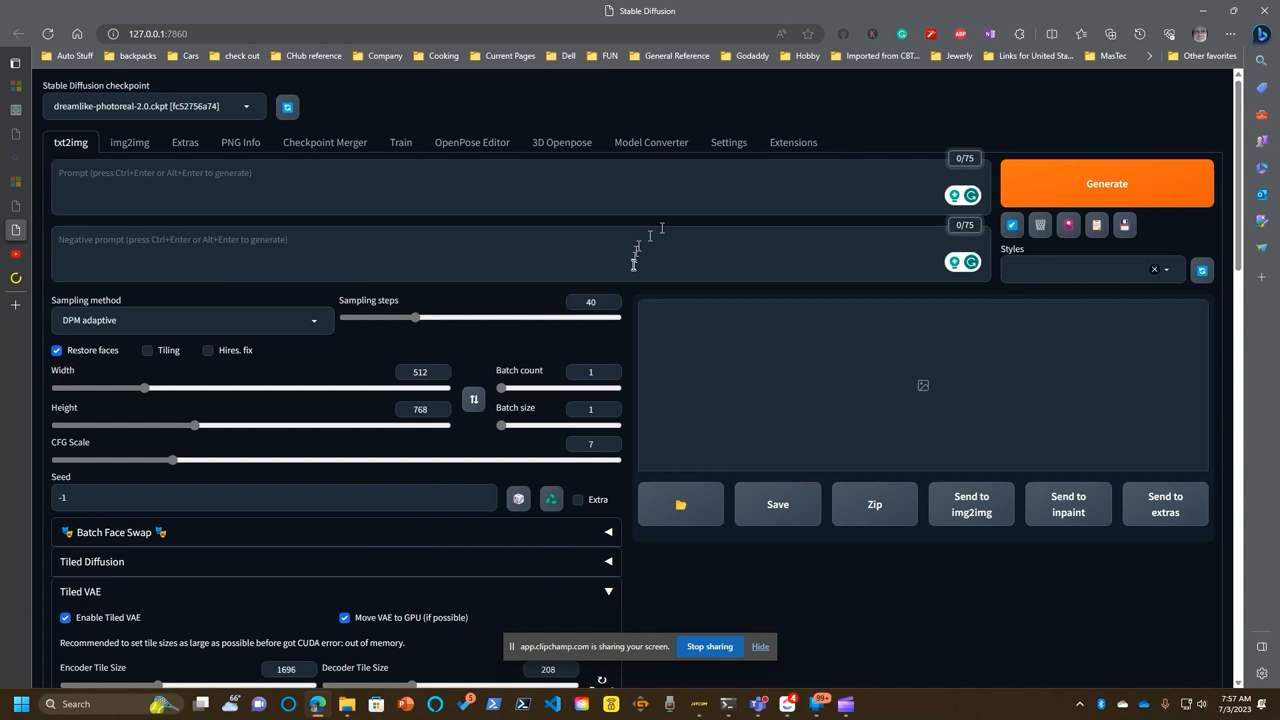 Stable Diffusion
127.0.0.1:7860
Auto Stuff
backpacks
Cars
check out
CHub reference
Company
Cooking
Current Pages
Dell
FUN
General Reference
Godaddy
Hobby
Imported from CBT...
Jewerly
Links for United Sta...
MasTec
Other favorites
Stable Diffusion checkpoint
dreamlike-photoreal-2.0.ckpt [fc52756a74]
txt2img
img2img
Extras
PNG Info
Checkpoint Merger
Train
OpenPose Editor
3D Openpose
Model Converter
Settings
Extensions
0/75
Prompt (press Ctrl+Enter or Alt+Enter to generate)
Generate
0/75
Negative prompt (press Ctrl+Enter or Alt+Enter to generate)
Styles
Sampling method
Sampling steps
40
DPM adaptive
Restore faces
Tiling
Hires. fix
Width
512
Batch count
1
Height
768
Batch size
1
CFG Scale
7
Seed
-1
Extra
Save
Zip
Send to
img2img
Send to
inpaint
Send to
extras
Batch Face Swap
Tiled Diffusion
Tiled VAE
Enable Tiled VAE
Move VAE to GPU (if possible)
Recommended to set tile sizes as large as possible before got CUDA error: out of memory.
app.clipchamp.com is sharing your screen.
Stop sharing
Hide
Encoder Tile Size
1696
Decoder Tile Size
208
Search
66°
5
4
99+
7:57 AM
7/3/2023